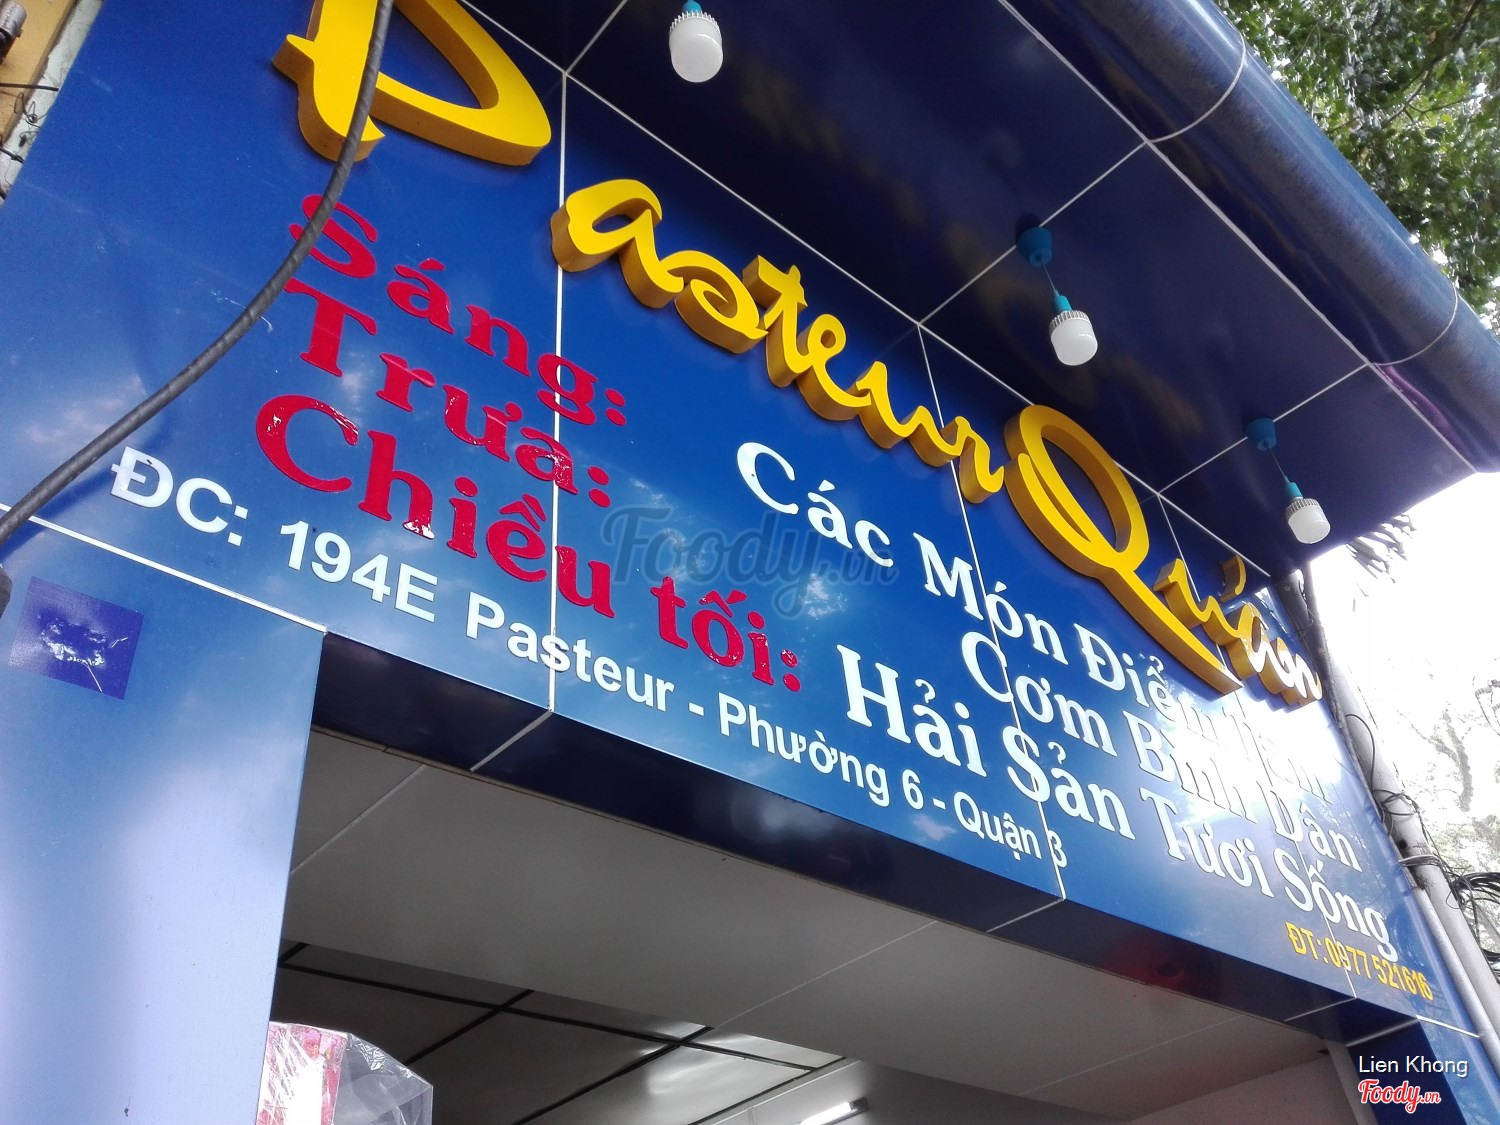 Pasteur Quán
Sáng: Các Món Điểm Tâm
Trưa: Cơm Bình Dân
Chiều tối: Hải Sản Tươi Sống
ĐC: 194E Pasteur - Phường 6 - Quận 3
ĐT: 0977 521616
Foody.vn
Lien Khong
Foody.vn